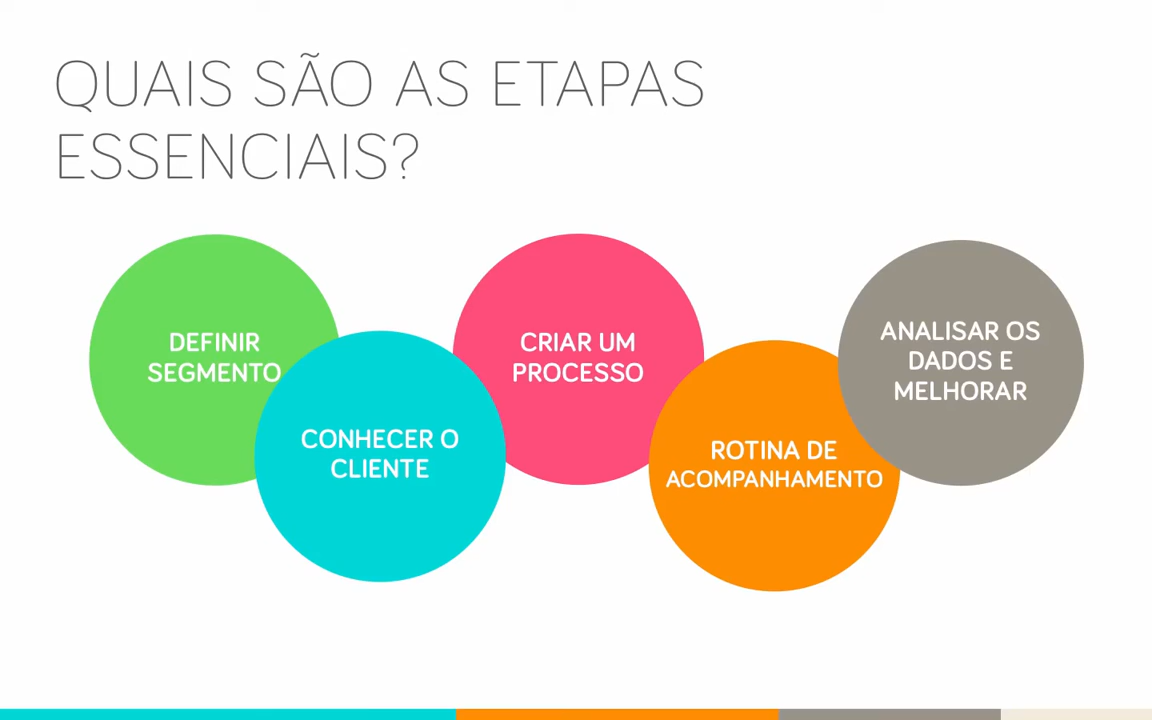 QUAIS SÃO AS ETAPAS
ESSENCIAIS?
DEFINIR
SEGMENTO
CONHECER O
CLIENTE
CRIAR UM
PROCESSO
ROTINA DE
ACOMPANHAMENTO
ANALISAR OS
DADOS E
MELHORAR